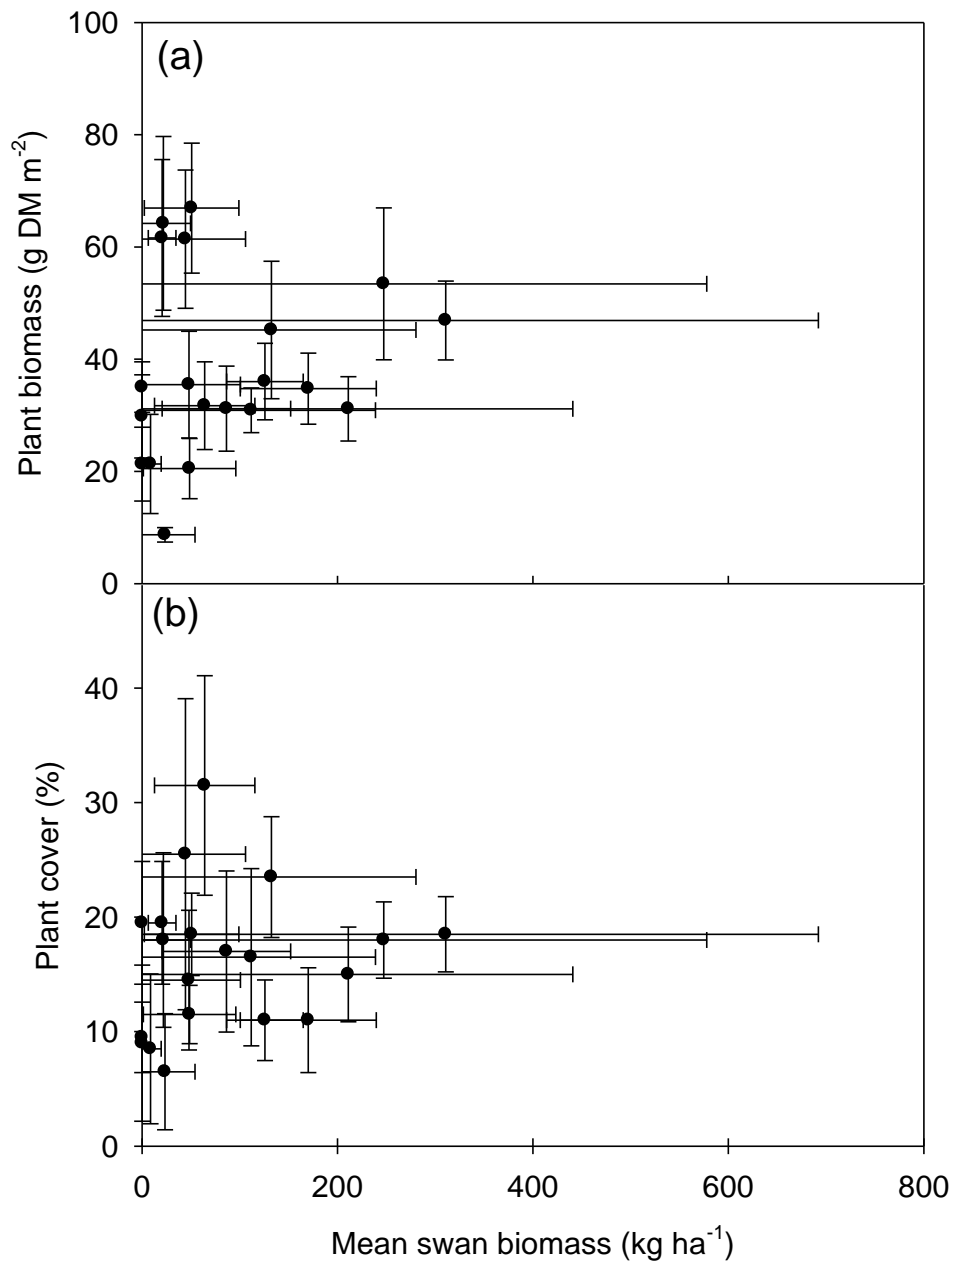 (a)
100
80
60
40
20
0
Plant biomass (g DM m⁻²)
(b)
40
30
20
10
0
Plant cover (%)
0 200 400 600 800
Mean swan biomass (kg ha⁻¹)